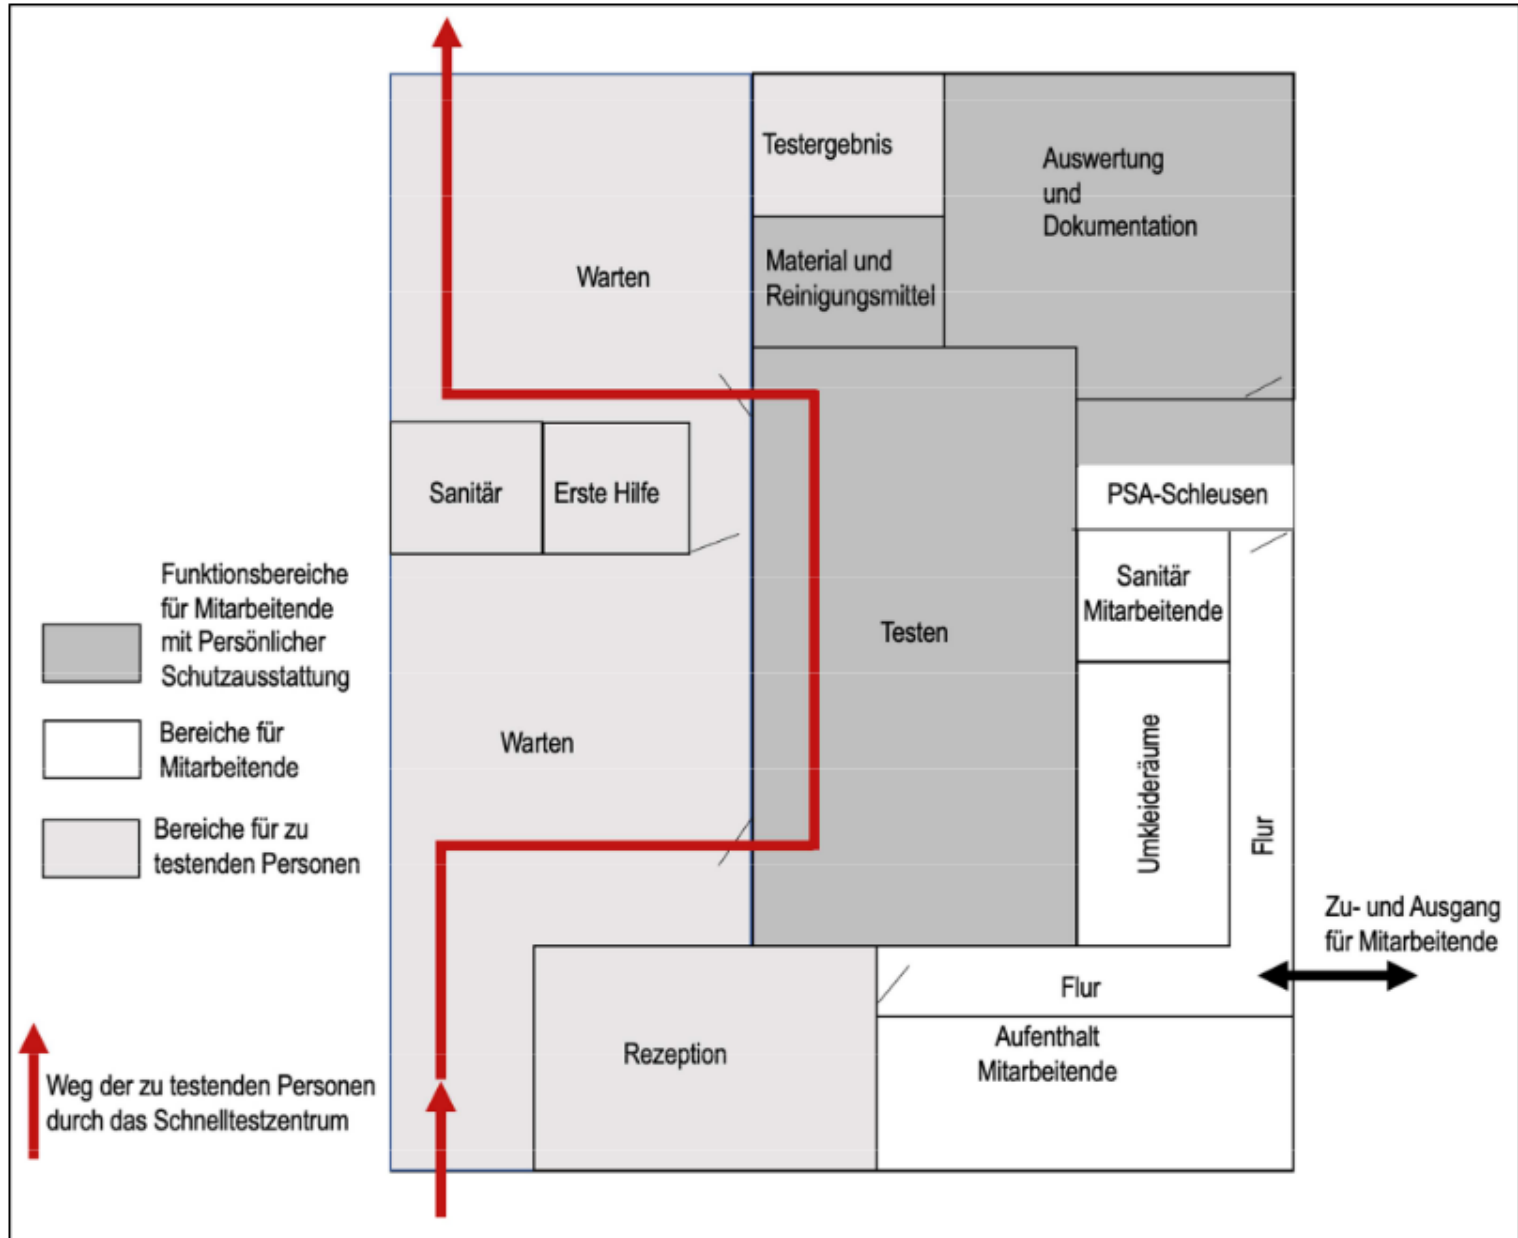 Testergebnis
Auswertung
und
Dokumentation
Warten
Material und
Reinigungsmittel
Sanitär
Erste Hilfe
PSA-Schleusen
Sanitär
Mitarbeitende
Testen
Warten
Umkleideräume
Flur
Funktionsbereiche
für Mitarbeitende
mit Persönlicher
Schutzausstattung
Bereiche für
Mitarbeitende
Bereiche für zu
testenden Personen
Zu- und Ausgang
für Mitarbeitende
Flur
Rezeption
Aufenthalt
Mitarbeitende
Weg der zu testenden Personen
durch das Schnelltestzentrum